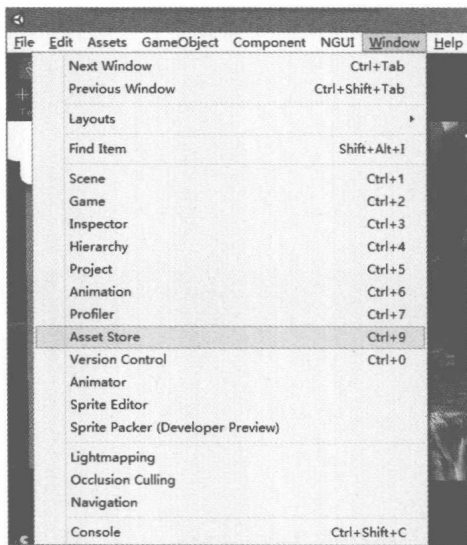 File Edit Assets GameObject Component NGUI Window Help
Next Window Ctrl+Tab
Previous Window Ctrl+Shift+Tab
Layouts
Find Item Shift+Alt+I
Scene Ctrl+1
Game Ctrl+2
Inspector Ctrl+3
Hierarchy Ctrl+4
Project Ctrl+5
Animation Ctrl+6
Profiler Ctrl+7
Asset Store Ctrl+9
Version Control Ctrl+0
Animator
Sprite Editor
Sprite Packer (Developer Preview)
Lightmapping
Occlusion Culling
Navigation
Console Ctrl+Shift+C